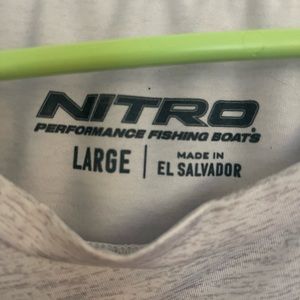 NITRO
PERFORMANCE FISHING BOATS®
LARGE | MADE IN
EL SALVADOR